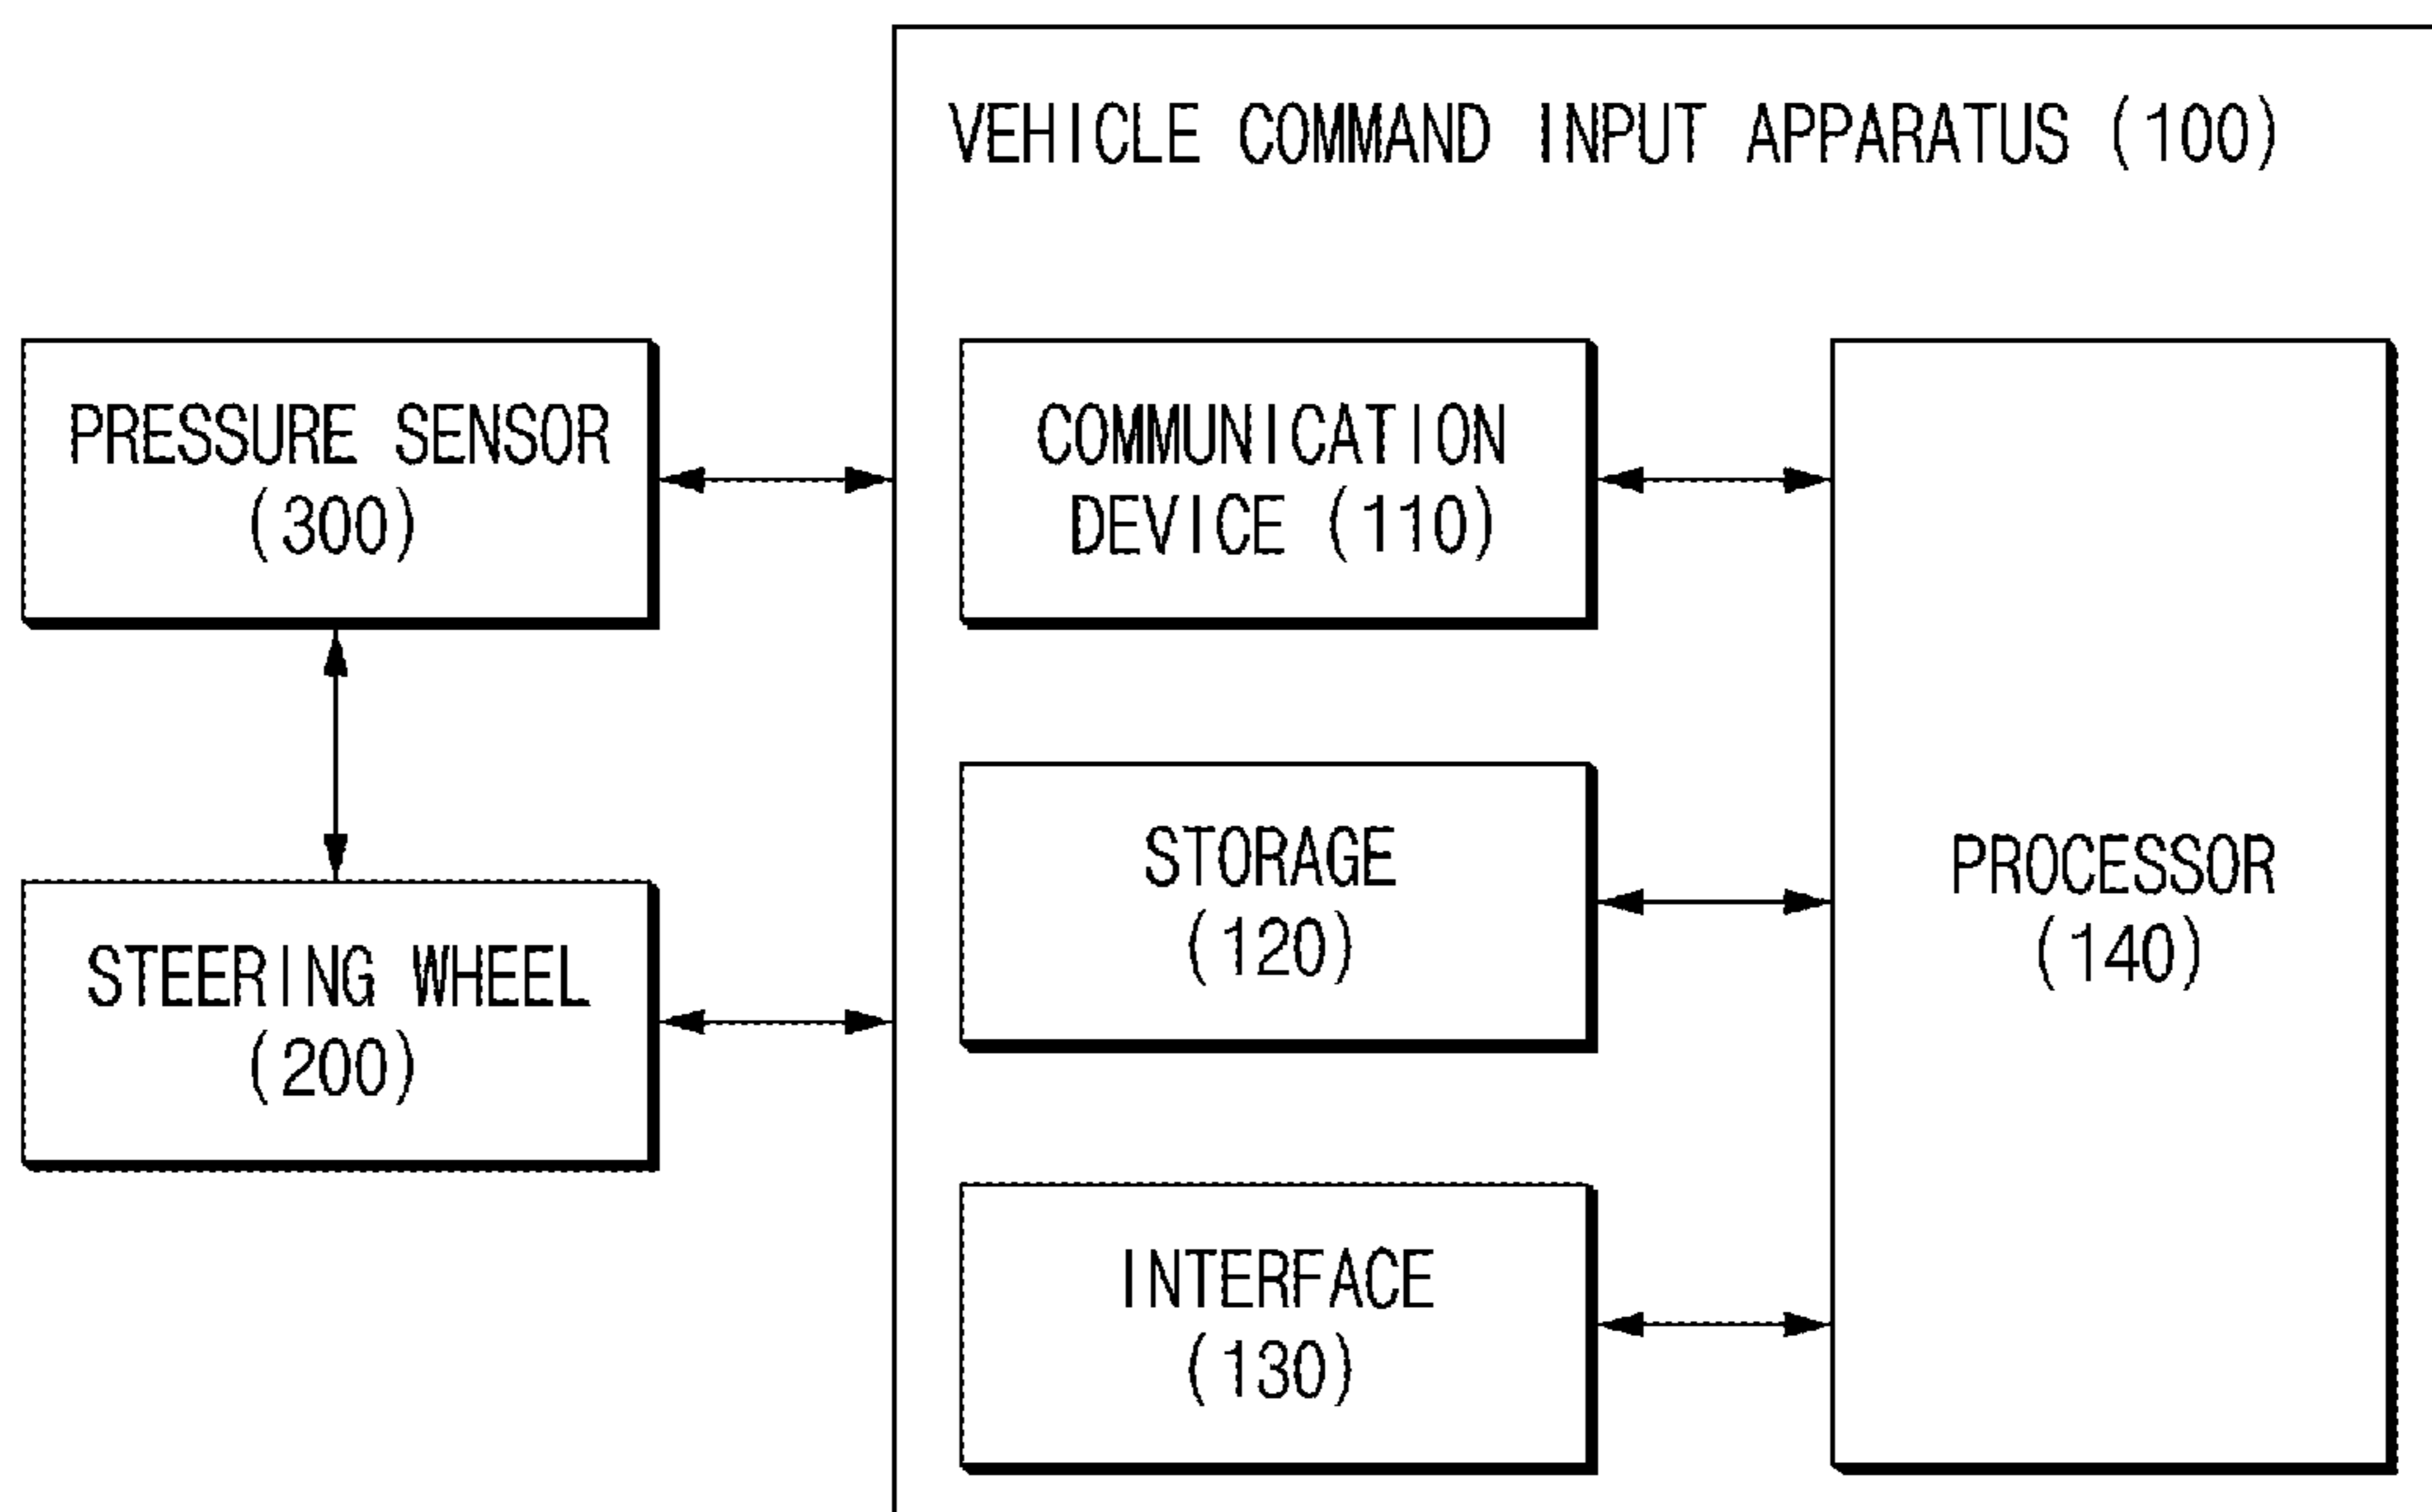 VEHICLE COMMAND INPUT APPARATUS (100)
PRESSURE SENSOR
(300)
STEERING WHEEL
(200)
COMMUNICATION
DEVICE (110)
STORAGE
(120)
INTERFACE
(130)
PROCESSOR
(140)